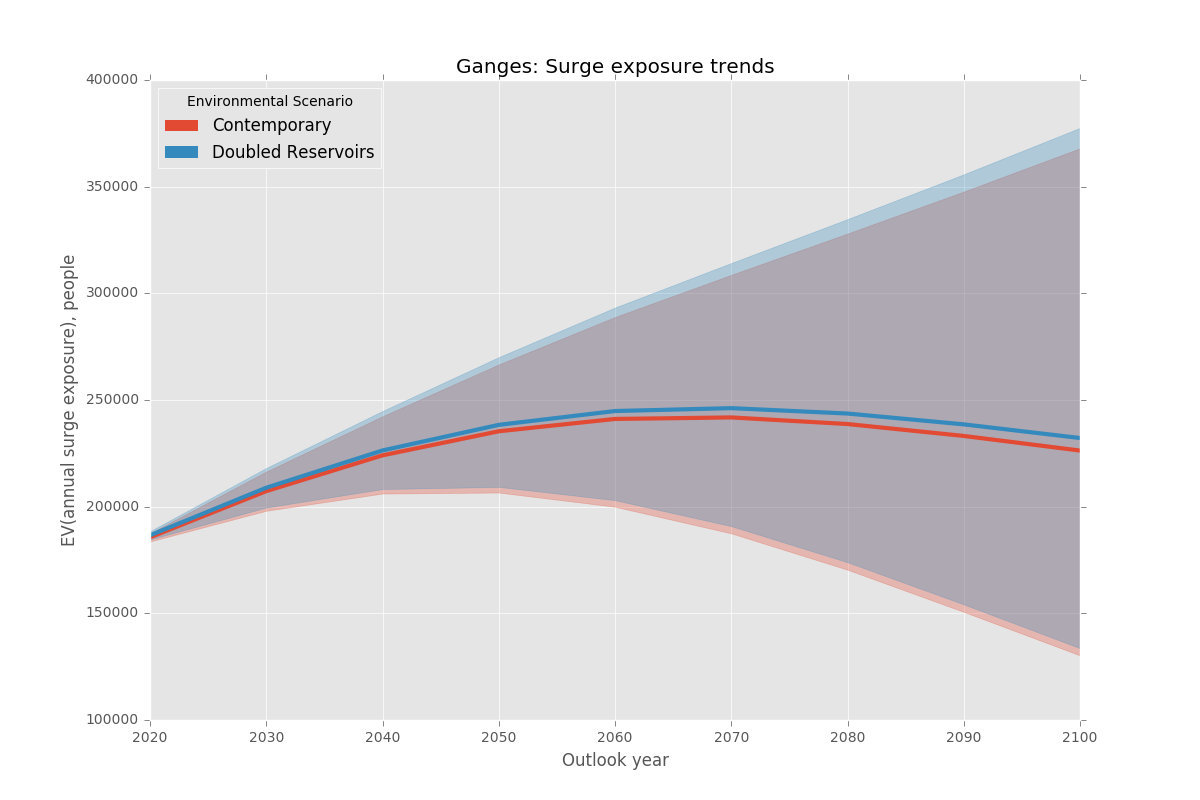 Ganges: Surge exposure trends
400000
350000
300000
250000
200000
150000
100000
EV(annual surge exposure), people
Environmental Scenario
Contemporary
Doubled Reservoirs
2020 2030 2040 2050 2060 2070 2080 2090 2100
Outlook year